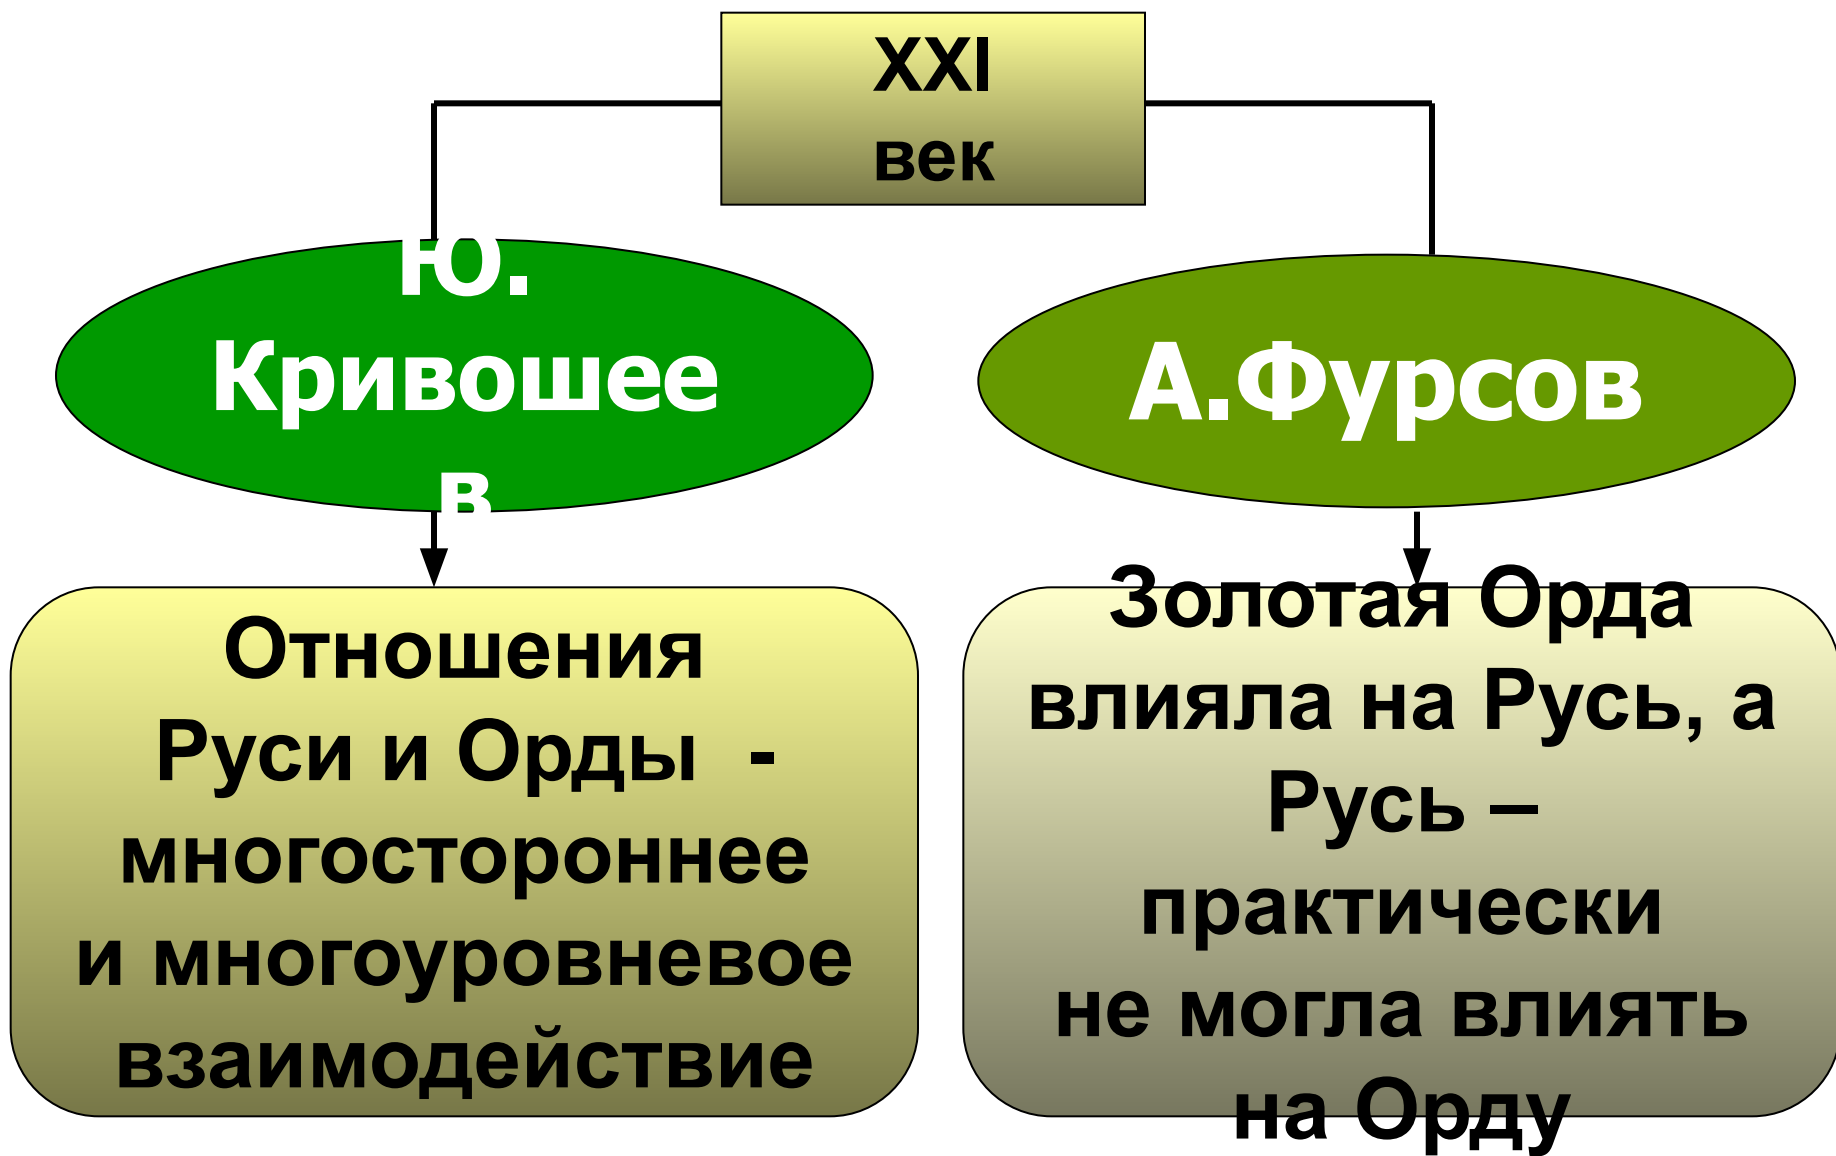 XXI
век
Ю.
Кривошее
в
А.Фурсов
Отношения
Руси и Орды -
многостороннее
и многоуровневое
взаимодействие
Золотая Орда
влияла на Русь, а
Русь –
практически
не могла влиять
на Орду